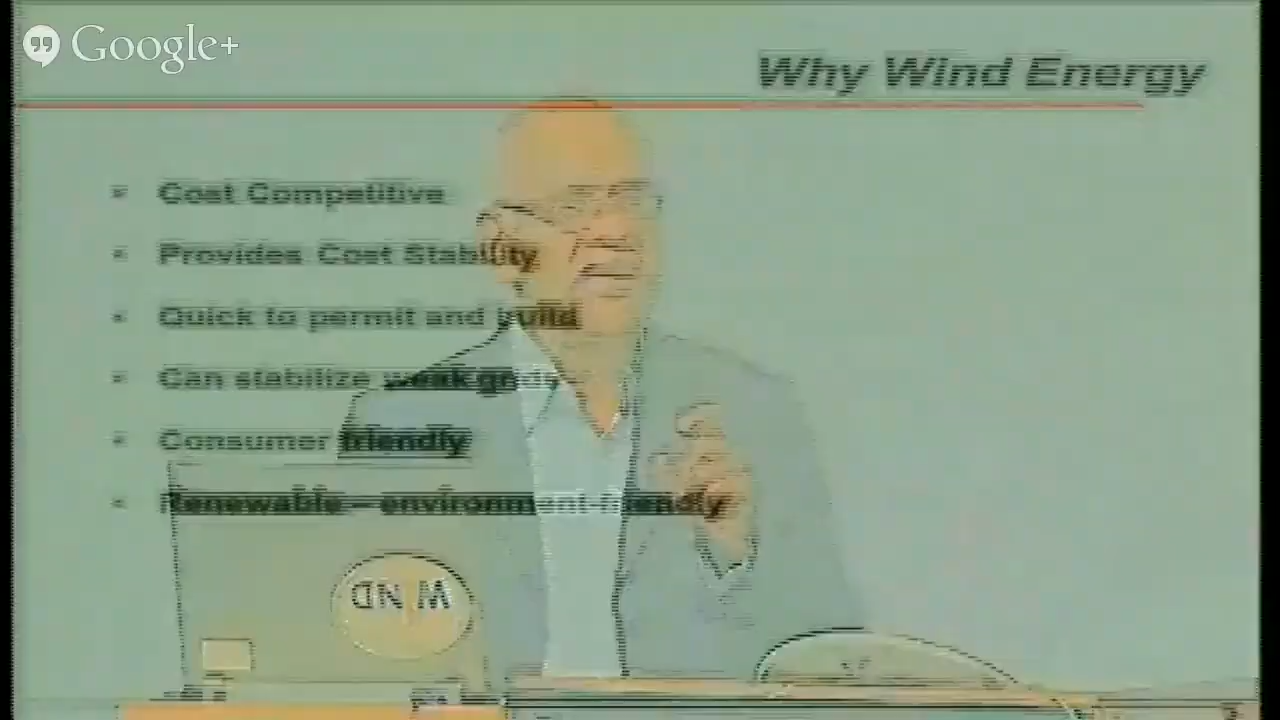 Google+
Why Wind Energy
Cost Competitive
Provides Cost Stability
Quick to permit and build
Can stabilize weak grids
Consumer friendly
Renewable - environment-friendly
WIND